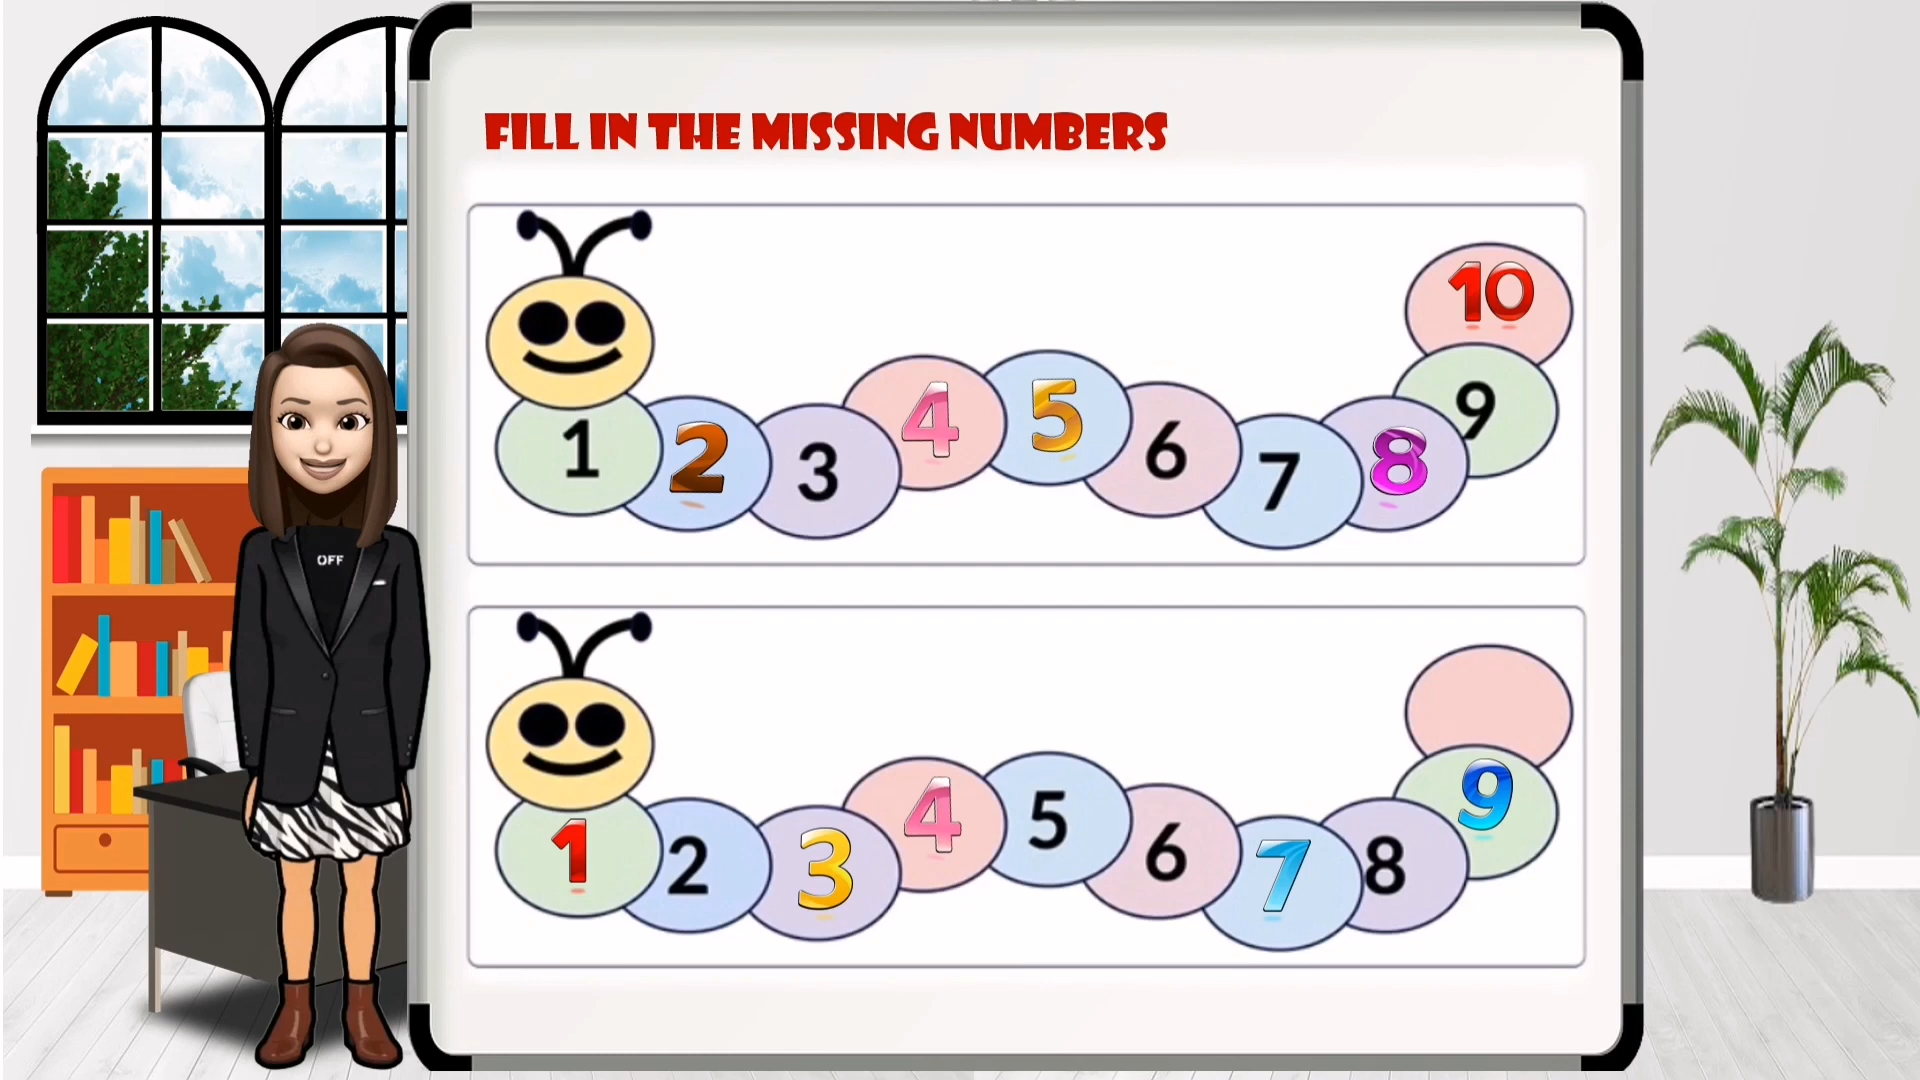 FILL IN THE MISSING NUMBERS
1 2 3 4 5 6 7 8 9 10
OFF
1 2 3 4 5 6 7 8 9